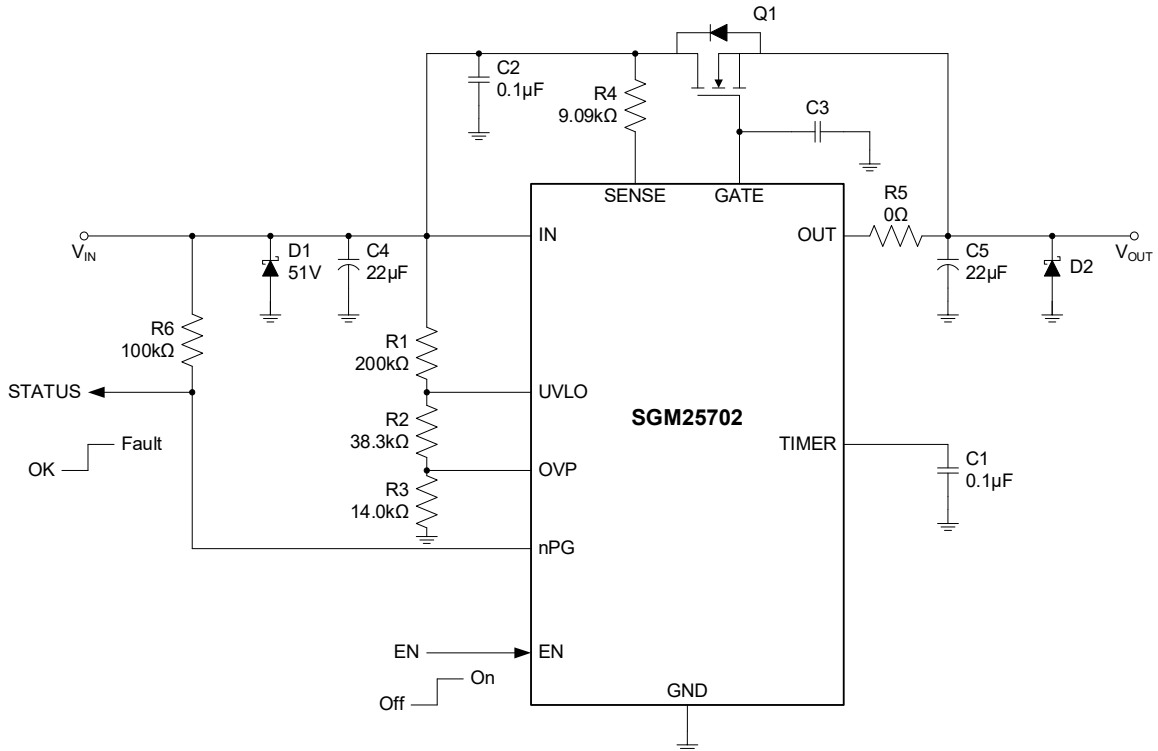 Q1
C2
0.1µF
R4
9.09kΩ
C3
SENSE
GATE
R5
0Ω
V_IN
D1
51V
C4
22µF
IN
OUT
C5
22µF
D2
V_OUT
R6
100kΩ
R1
200kΩ
STATUS
UVLO
SGM25702
R2
38.3kΩ
TIMER
Fault
OK
OVP
C1
0.1µF
R3
14.0kΩ
nPG
EN
EN
On
Off
GND